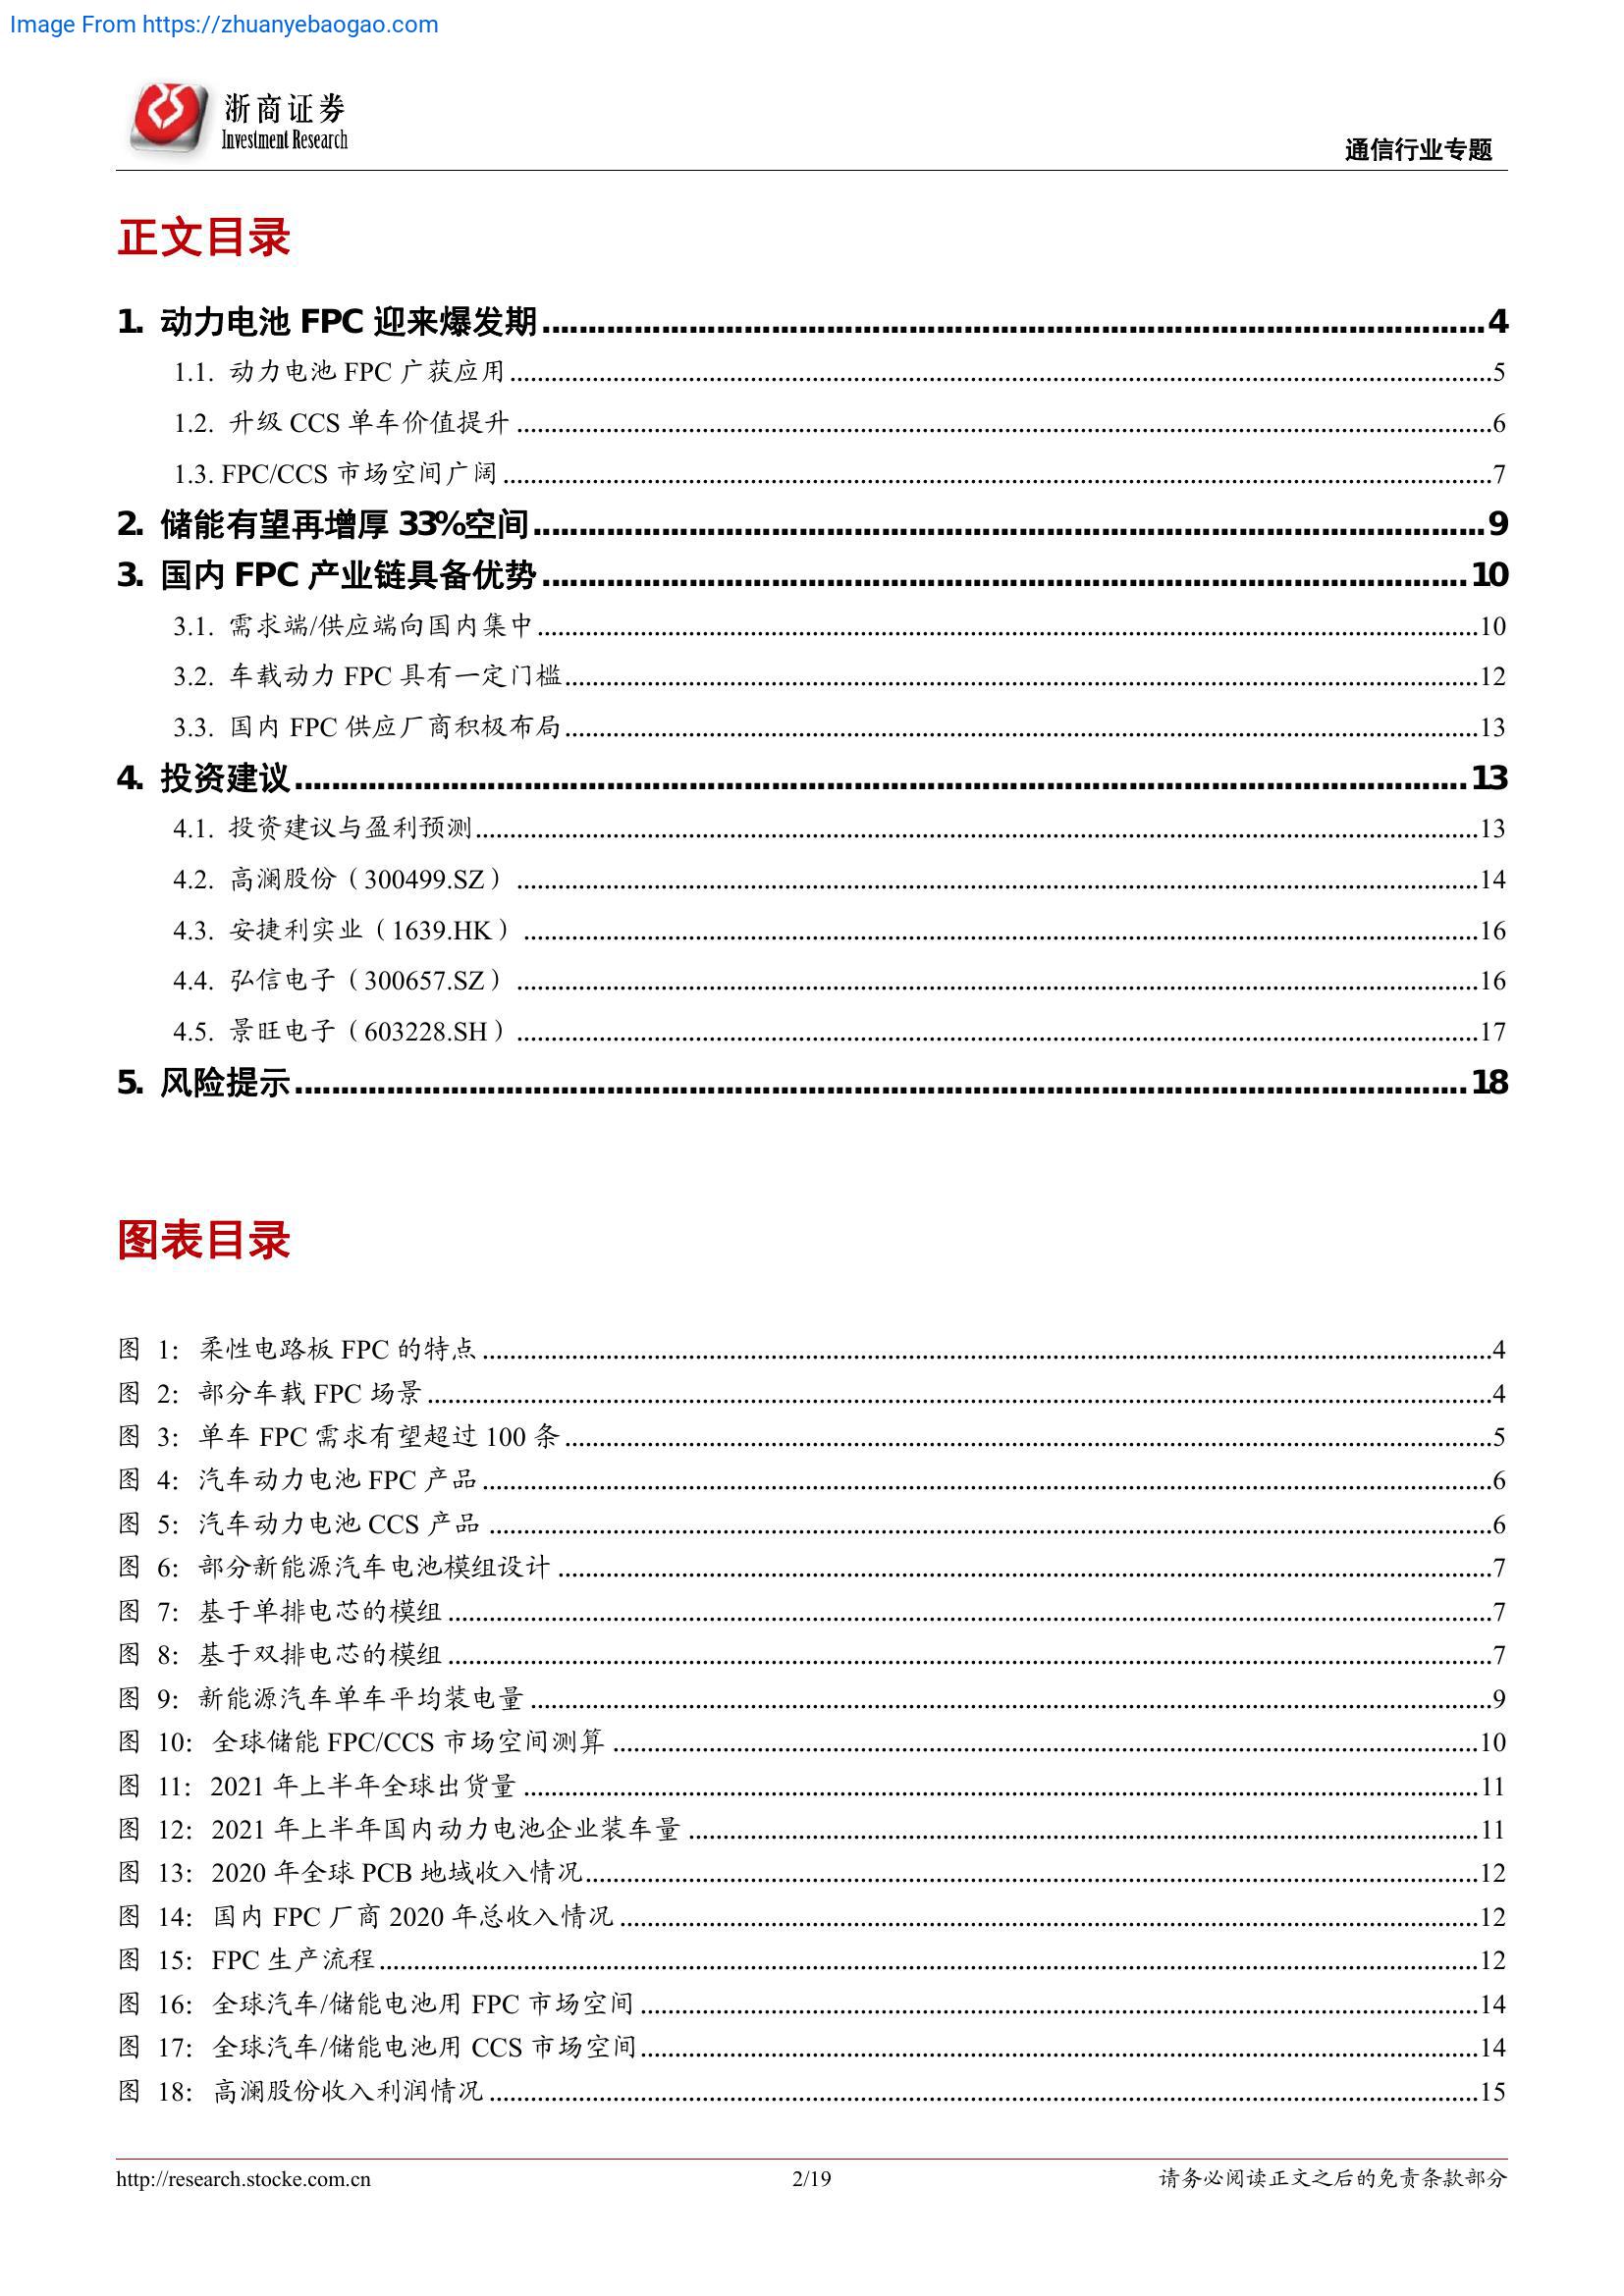 Image From https://zhuanyebaogao.com
浙商证券
Investment Research
通信行业专题
正文目录
1. 动力电池 FPC 迎来爆发期 4
1.1. 动力电池 FPC 广获应用 5
1.2. 升级 CCS 单车价值提升 6
1.3. FPC/CCS 市场空间广阔 7
2. 储能有望再增厚 33%空间 9
3. 国内 FPC 产业链具备优势 10
3.1. 需求端/供应端向国内集中 10
3.2. 车载动力 FPC 具有一定门槛 12
3.3. 国内 FPC 供应厂商积极布局 13
4. 投资建议 13
4.1. 投资建议与盈利预测 13
4.2. 高澜股份（300499.SZ） 14
4.3. 安捷利实业（1639.HK） 16
4.4. 弘信电子（300657.SZ） 16
4.5. 景旺电子（603228.SH） 17
5. 风险提示 18
图表目录
图 1：柔性电路板 FPC 的特点 4
图 2：部分车载 FPC 场景 4
图 3：单车 FPC 需求有望超过 100 条 5
图 4：汽车动力电池 FPC 产品 6
图 5：汽车动力电池 CCS 产品 6
图 6：部分新能源汽车电池模组设计 7
图 7：基于单排电芯的模组 7
图 8：基于双排电芯的模组 7
图 9：新能源汽车单车平均装电量 9
图 10：全球储能 FPC/CCS 市场空间测算 10
图 11：2021 年上半年全球出货量 11
图 12：2021 年上半年国内动力电池企业装车量 11
图 13：2020 年全球 PCB 地域收入情况 12
图 14：国内 FPC 厂商 2020 年总收入情况 12
图 15：FPC 生产流程 12
图 16：全球汽车/储能电池用 FPC 市场空间 14
图 17：全球汽车/储能电池用 CCS 市场空间 14
图 18：高澜股份收入利润情况 15
http://research.stocke.com.cn
2/19
请务必阅读正文之后的免责条款部分